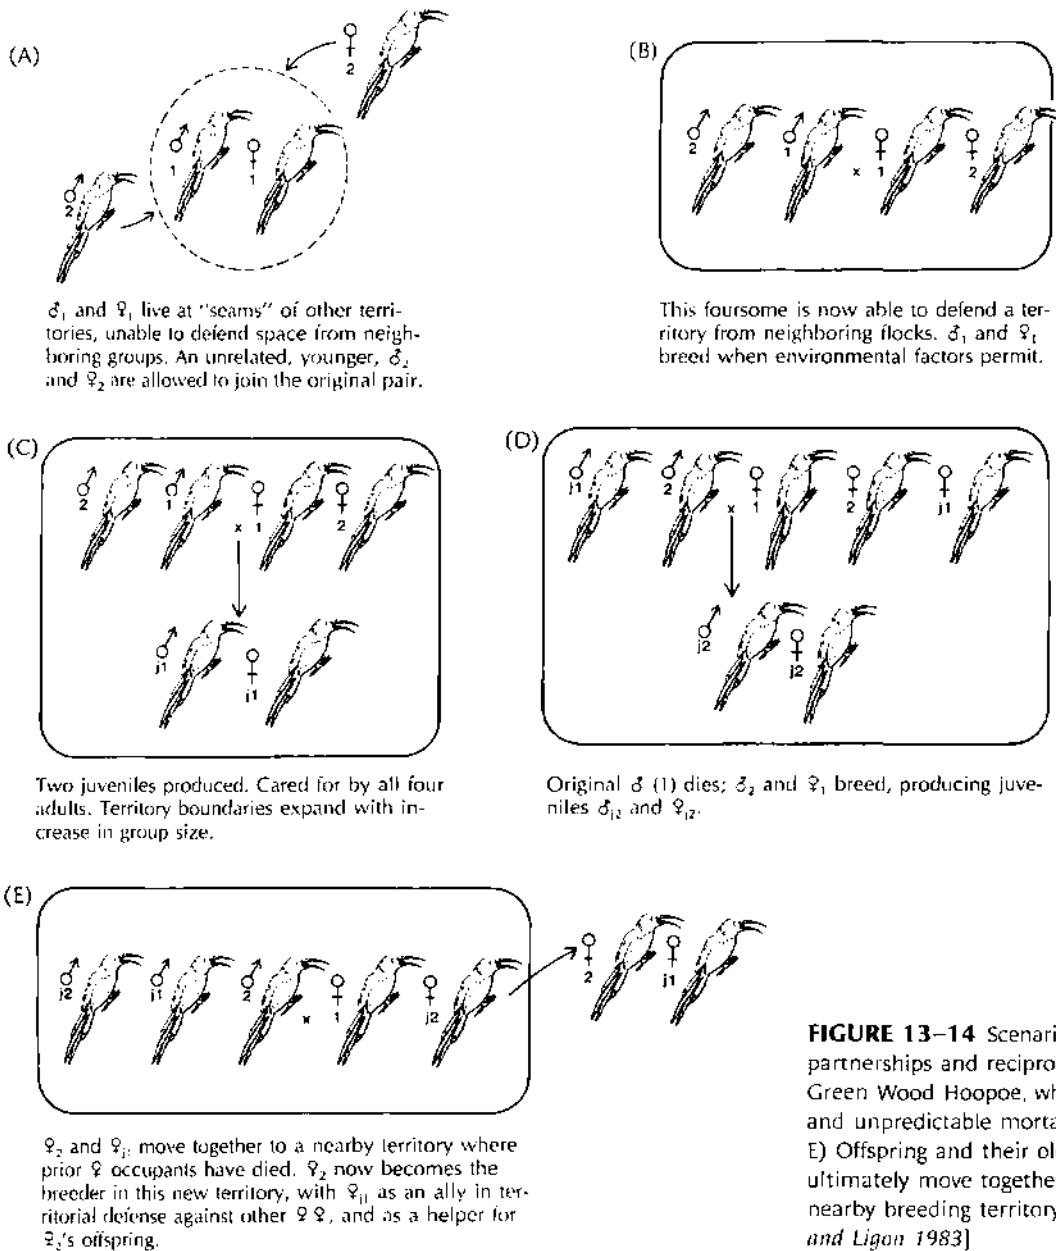 (A)
♀ 2
♂ 1 ♀ 1
♂ 2
♂₁ and ♀₁ live at "seams" of other terri-
tories, unable to defend space from neigh-
boring groups. An unrelated, younger, ♂₂
and ♀₂ are allowed to join the original pair.
(B)
♂ 2 ♂ 1 x ♀ 1 ♀ 2
This foursome is now able to defend a ter-
ritory from neighboring flocks. ♂₁ and ♀₁
breed when environmental factors permit.
(C)
♂ 2 ♂ 1 x ♀ 1 ♀ 2
♂ j1 ♀ j1
Two juveniles produced. Cared for by all four
adults. Territory boundaries expand with in-
crease in group size.
(D)
♂ j1 ♂ 2 x ♀ 1 ♀ 2 ♀ j1
♂ j2 ♀ j2
Original ♂ (1) dies; ♂₂ and ♀₁ breed, producing juve-
niles ♂j2 and ♀j2.
(E)
♂ j2 ♂ j1 ♂ 2 x ♀ 1 ♀ j2
♀ 2 ♀ j1
♀₂ and ♀j1 move together to a nearby territory where
prior ♀ occupants have died. ♀₂ now becomes the
breeder in this new territory, with ♀j1 as an ally in ter-
ritorial defense against other ♀ ♀, and as a helper for
♀₂'s offspring.
FIGURE 13–14 Scenari
partnerships and recipro
Green Wood Hoopoe, wh
and unpredictable morta
E) Offspring and their ol
ultimately move together
nearby breeding territory
and Ligon 1983]